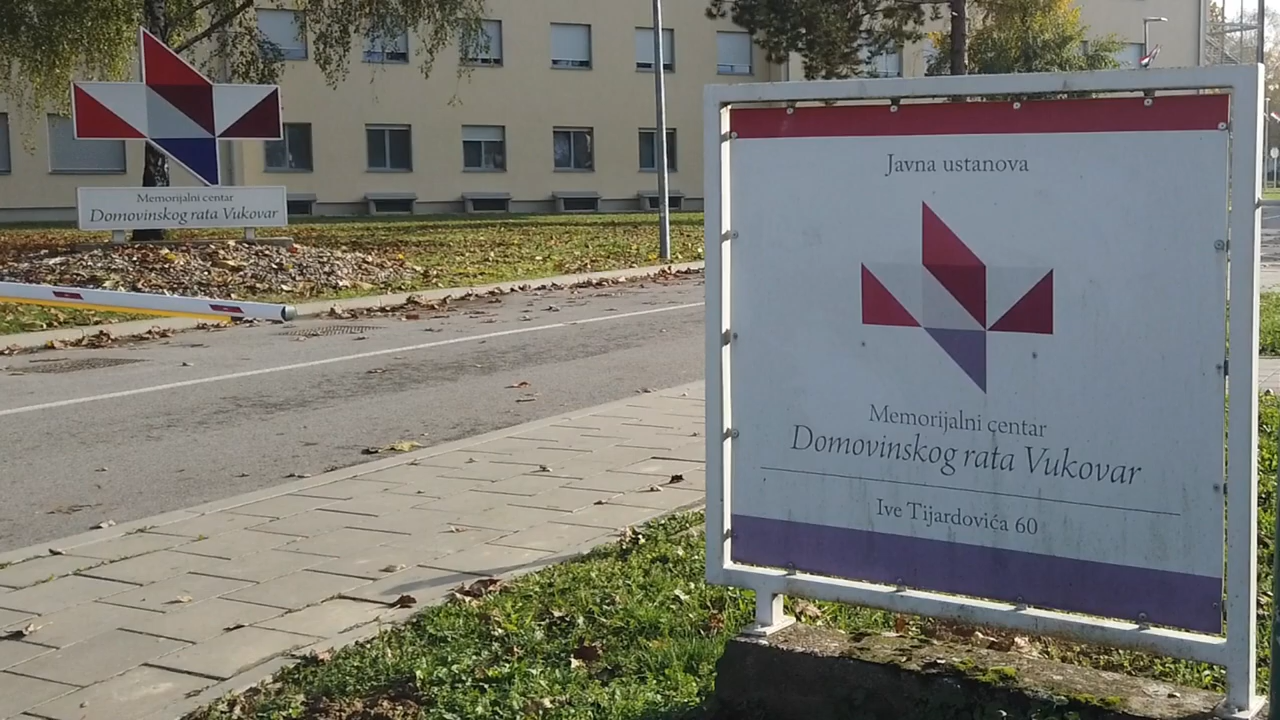 Memorijalni centar
Domovinskog rata Vukovar
Javna ustanova
Memorijalni centar
Domovinskog rata Vukovar
Ive Tijardovića 60